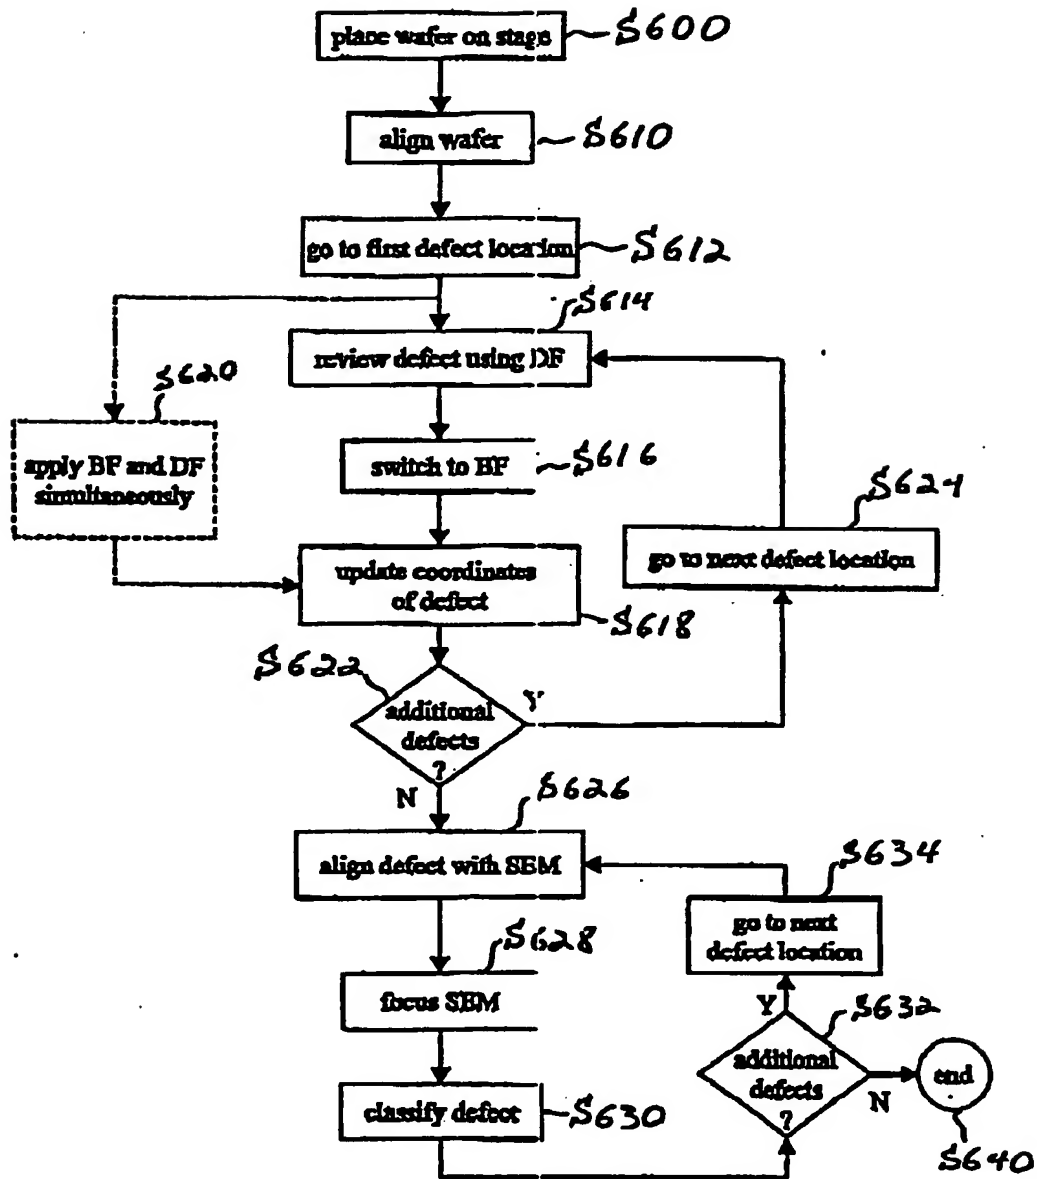 place wafer on stage
S600
align wafer
S610
go to first defect location
S612
S614
review defect using DF
S620
apply BF and DF
simultaneously
switch to BF
S616
S624
go to next defect location
update coordinates
of defect
S618
S622
additional
defects
?
Y
N
S626
align defect with SEM
S634
go to next
defect location
S628
focus SEM
Y
S632
additional
defects
?
N
end
classify defect
S630
S640